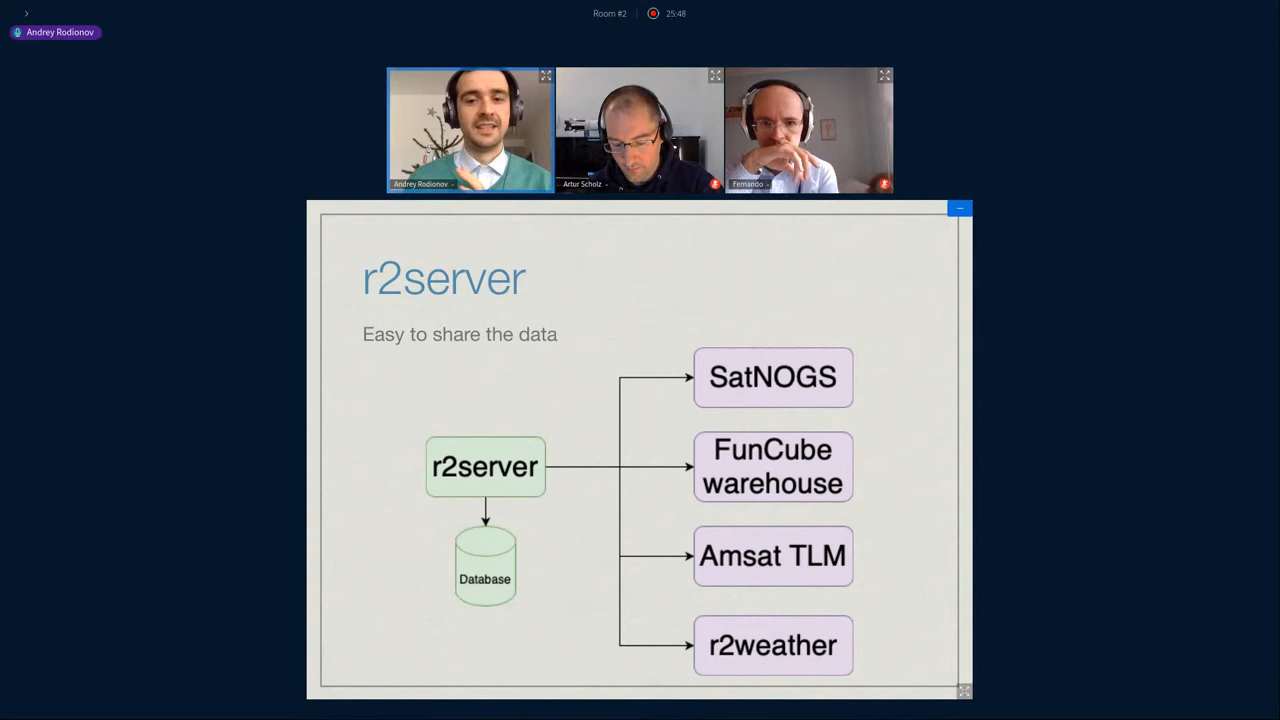 Room #2
25:48
Andrey Rodionov
Andrey Rodionov
Artur Scholz
Fernando
r2server
Easy to share the data
SatNOGS
FunCube
warehouse
r2server
Amsat TLM
Database
r2weather